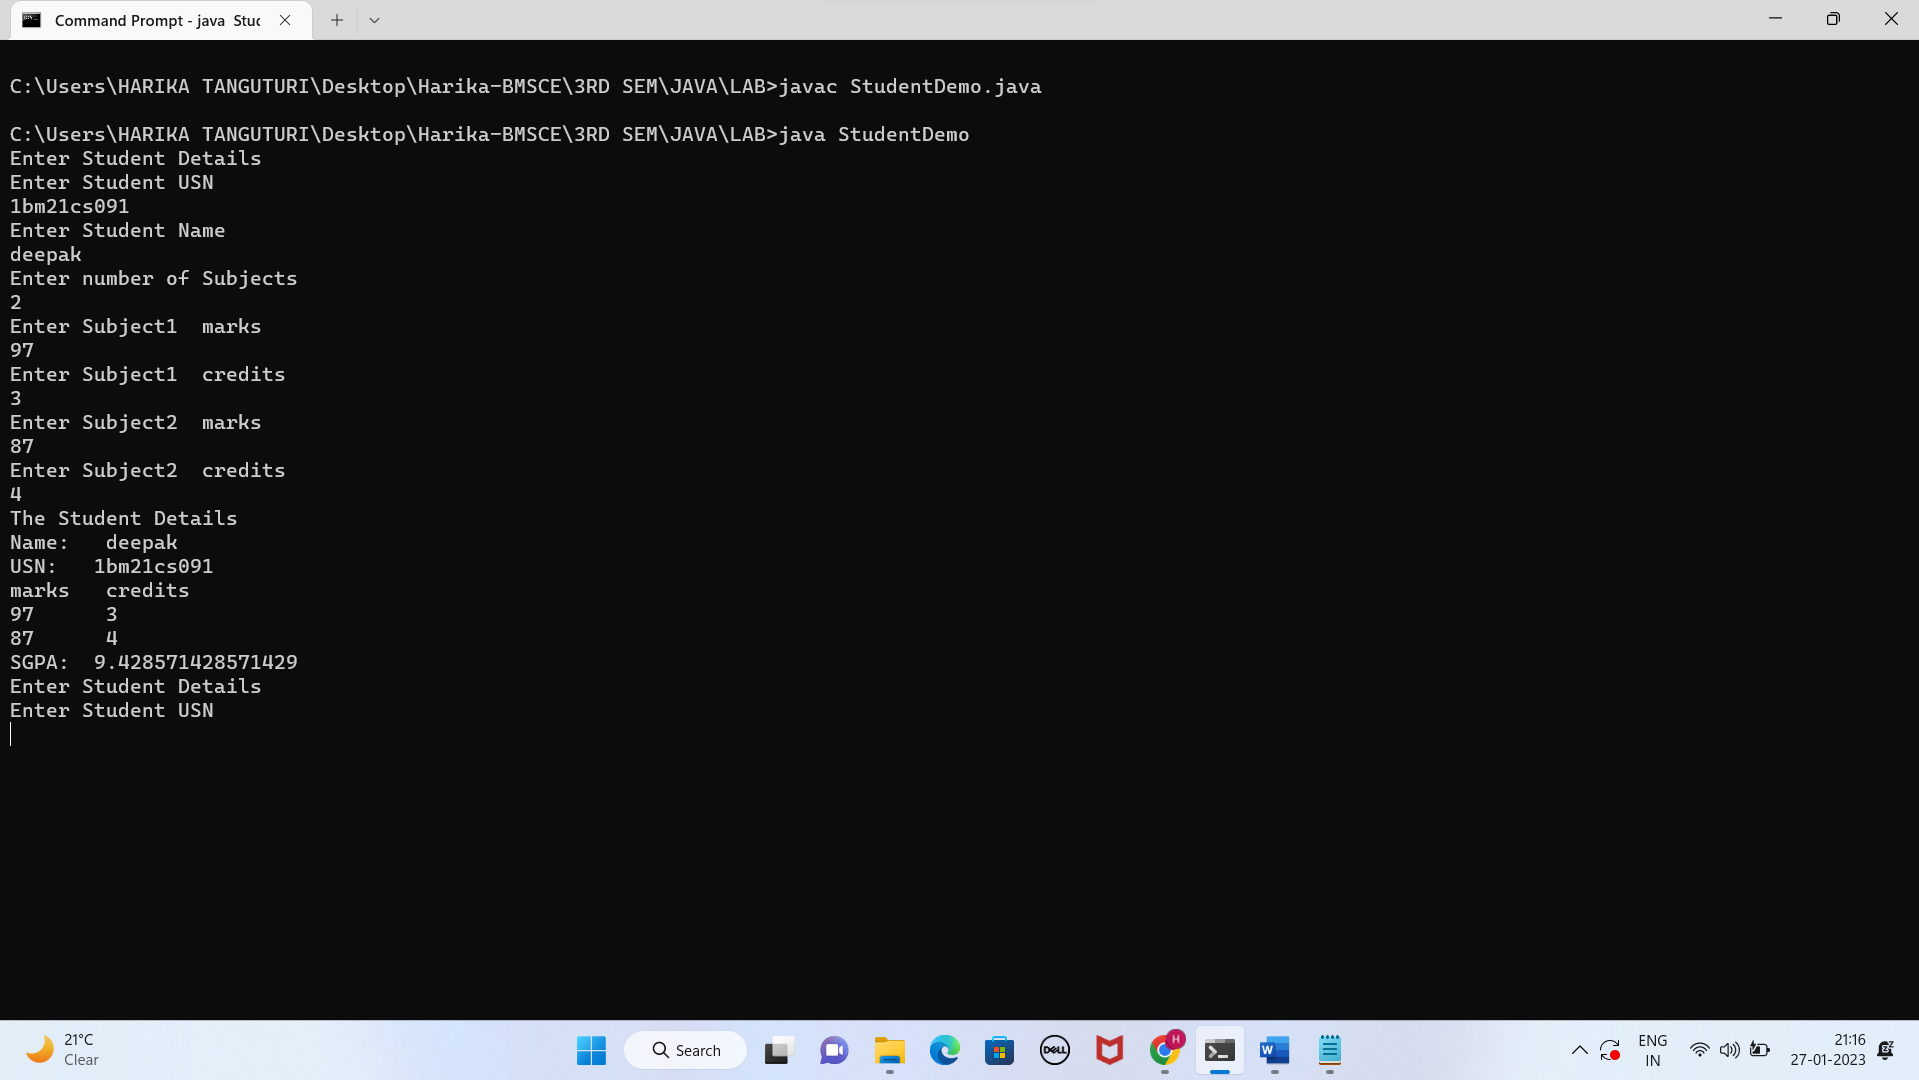 Command Prompt - java Stuc
C:\Users\HARIKA TANGUTURI\Desktop\Harika-BMSCE\3RD SEM\JAVA\LAB>javac StudentDemo.java
C:\Users\HARIKA TANGUTURI\Desktop\Harika-BMSCE\3RD SEM\JAVA\LAB>java StudentDemo
Enter Student Details
Enter Student USN
1bm21cs091
Enter Student Name
deepak
Enter number of Subjects
2
Enter Subject1  marks
97
Enter Subject1  credits
3
Enter Subject2  marks
87
Enter Subject2  credits
4
The Student Details
Name:   deepak
USN:   1bm21cs091
marks   credits
97      3
87      4
SGPA:  9.428571428571429
Enter Student Details
Enter Student USN
21°C
Clear
Search
DELL
H
W
ENG
IN
21:16
27-01-2023